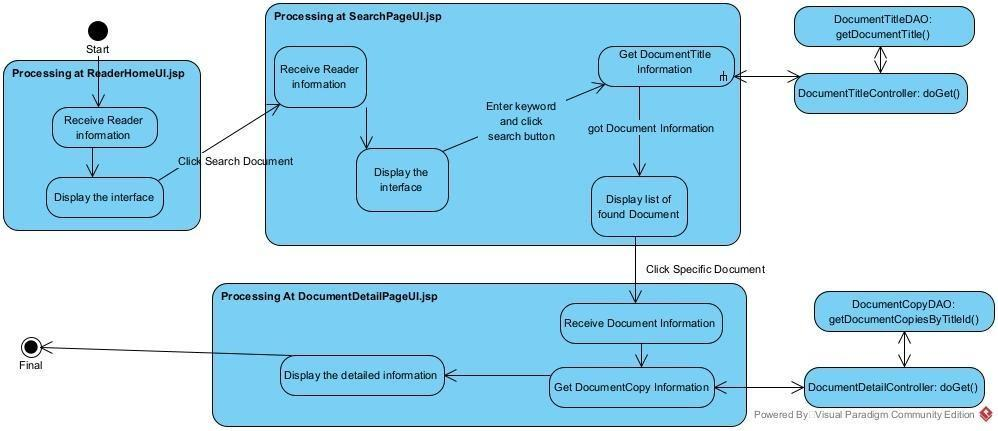 Start
Processing at ReaderHomeUI.jsp
Receive Reader
information
Display the interface
Click Search Document
Processing at SearchPageUI.jsp
Receive Reader
information
Display the
interface
Enter keyword
and click
search button
Get DocumentTitle
Information
got Document Information
Display list of
found Document
DocumentTitleDAO:
getDocumentTitle()
DocumentTitleController: doGet()
Click Specific Document
Processing At DocumentDetailPageUI.jsp
Receive Document Information
Get DocumentCopy Information
Display the detailed information
DocumentCopyDAO:
getDocumentCopiesByTitleId()
DocumentDetailController: doGet()
Final
Powered By Visual Paradigm Community Edition